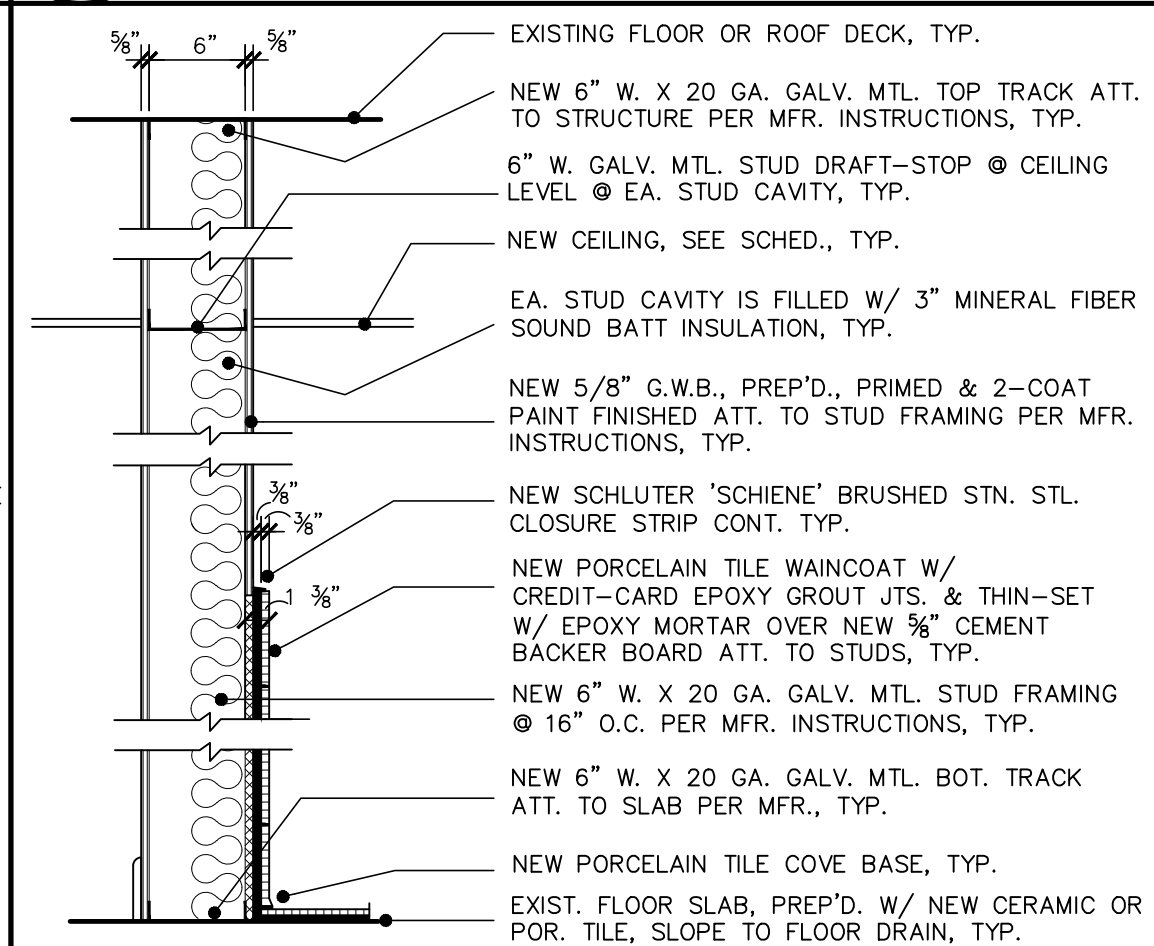 ⅝"
6"
⅝"
EXISTING FLOOR OR ROOF DECK, TYP.
NEW 6" W. X 20 GA. GALV. MTL. TOP TRACK ATT.
TO STRUCTURE PER MFR. INSTRUCTIONS, TYP.
6" W. GALV. MTL. STUD DRAFT-STOP @ CEILING
LEVEL @ EA. STUD CAVITY, TYP.
NEW CEILING, SEE SCHED., TYP.
EA. STUD CAVITY IS FILLED W/ 3" MINERAL FIBER
SOUND BATT INSULATION, TYP.
NEW 5/8" G.W.B., PREP'D., PRIMED & 2-COAT
PAINT FINISHED ATT. TO STUD FRAMING PER MFR.
INSTRUCTIONS, TYP.
⅜"
⅜"
NEW SCHLUTER 'SCHIENE' BRUSHED STN. STL.
CLOSURE STRIP CONT. TYP.
1 ⅜"
NEW PORCELAIN TILE WAINCOAT W/
CREDIT-CARD EPOXY GROUT JTS. & THIN-SET
W/ EPOXY MORTAR OVER NEW ⅝" CEMENT
BACKER BOARD ATT. TO STUDS, TYP.
NEW 6" W. X 20 GA. GALV. MTL. STUD FRAMING
@ 16" O.C. PER MFR. INSTRUCTIONS, TYP.
NEW 6" W. X 20 GA. GALV. MTL. BOT. TRACK
ATT. TO SLAB PER MFR., TYP.
NEW PORCELAIN TILE COVE BASE, TYP.
EXIST. FLOOR SLAB, PREP'D. W/ NEW CERAMIC OR
POR. TILE, SLOPE TO FLOOR DRAIN, TYP.